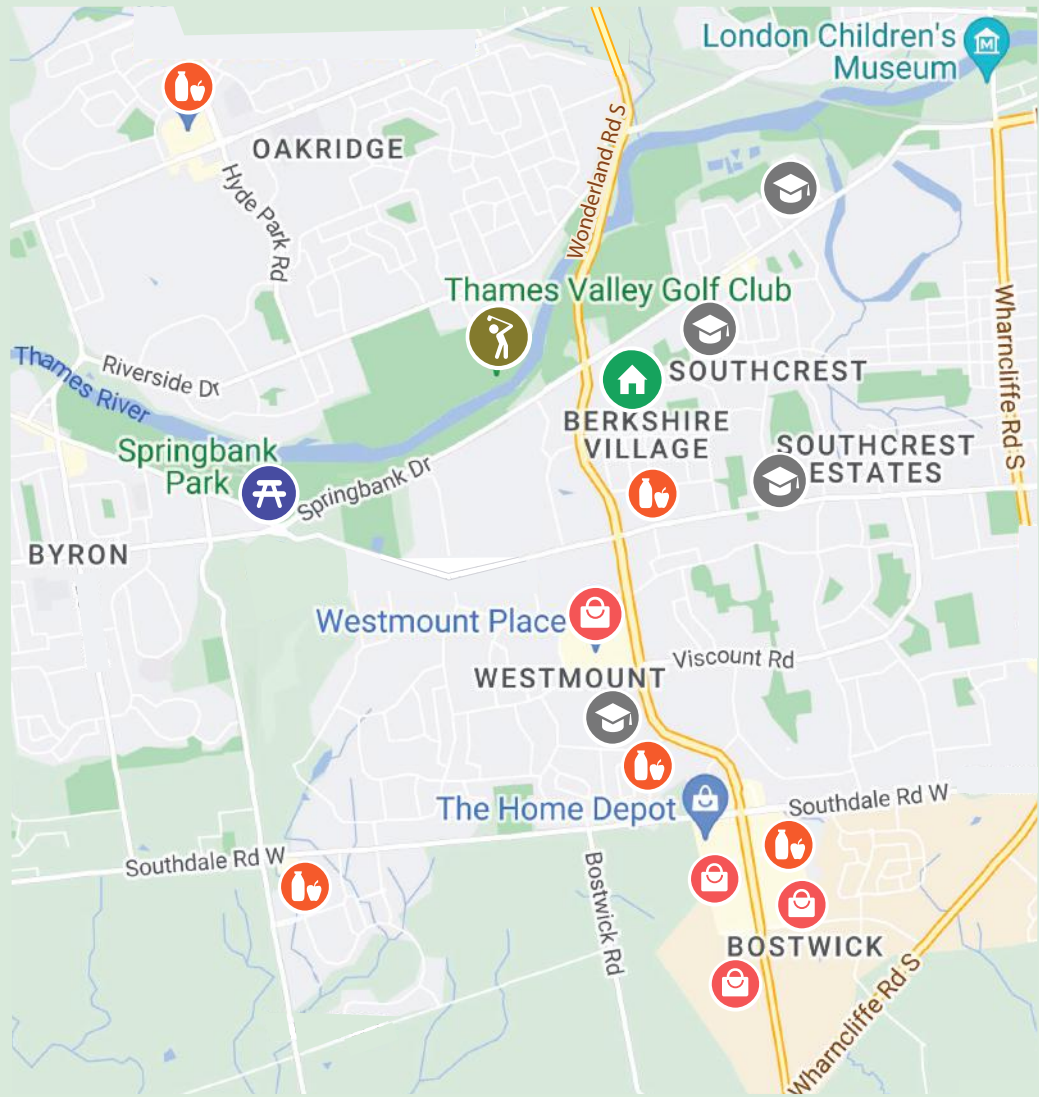 London Children's
Museum
OAKRIDGE
Hyde Park Rd
Wonderland Rd S
Thames Valley Golf Club
Wharncliffe Rd S
Riverside Dr
Thames River
SOUTHCREST
BERKSHIRE
VILLAGE
SOUTHCREST
ESTATES
Springbank
Park
Springbank Dr
BYRON
Westmount Place
Viscount Rd
WESTMOUNT
The Home Depot
Southdale Rd W
Southdale Rd W
Bostwick Rd
BOSTWICK
Wharncliffe Rd S